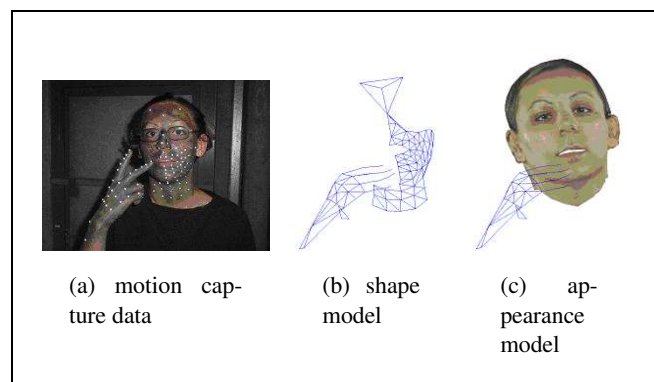 (a) motion cap-
ture data
(b) shape
model
(c) ap-
pearance
model